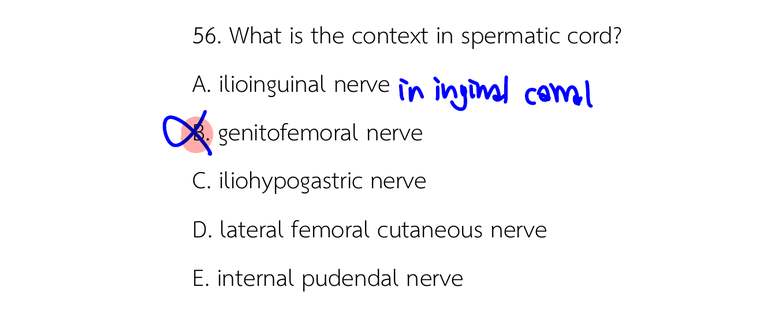 56. What is the context in spermatic cord?
A. ilioinguinal nerve in inginal canal
B. genitofemoral nerve
C. iliohypogastric nerve
D. lateral femoral cutaneous nerve
E. internal pudendal nerve